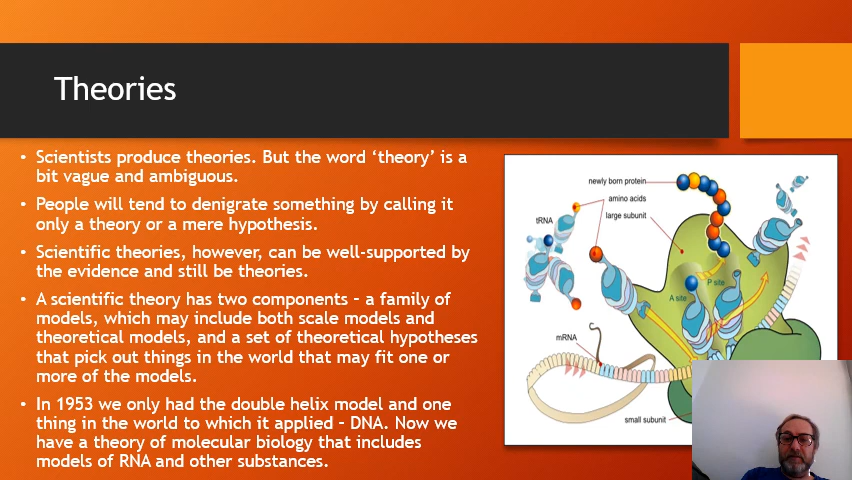 Theories
• Scientists produce theories. But the word ‘theory’ is a
bit vague and ambiguous.
• People will tend to denigrate something by calling it
only a theory or a mere hypothesis.
• Scientific theories, however, can be well-supported by
the evidence and still be theories.
• A scientific theory has two components – a family of
models, which may include both scale models and
theoretical models, and a set of theoretical hypotheses
that pick out things in the world that may fit one or
more of the models.
• In 1953 we only had the double helix model and one
thing in the world to which it applied – DNA. Now we
have a theory of molecular biology that includes
models of RNA and other substances.
newly born protein
amino acids
large subunit
tRNA
A site
P site
mRNA
small subunit